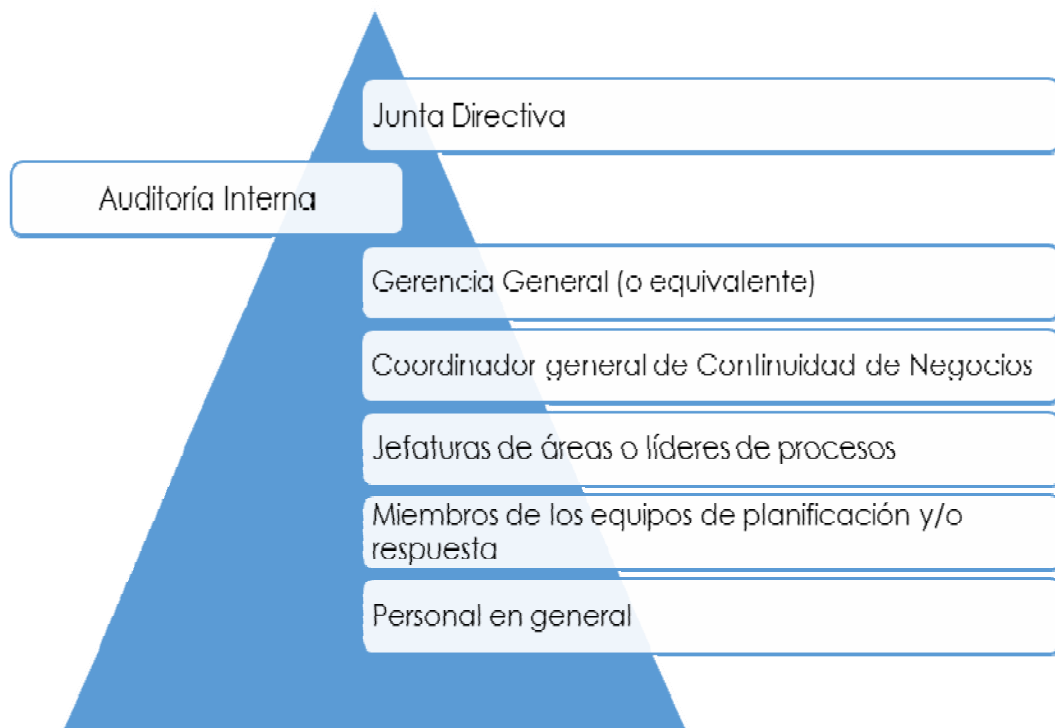 Junta Directiva
Auditoría Interna
Gerencia General (o equivalente)
Coordinador general de Continuidad de Negocios
Jefaturas de áreas o líderes de procesos
Miembros de los equipos de planificación y/o
respuesta
Personal en general